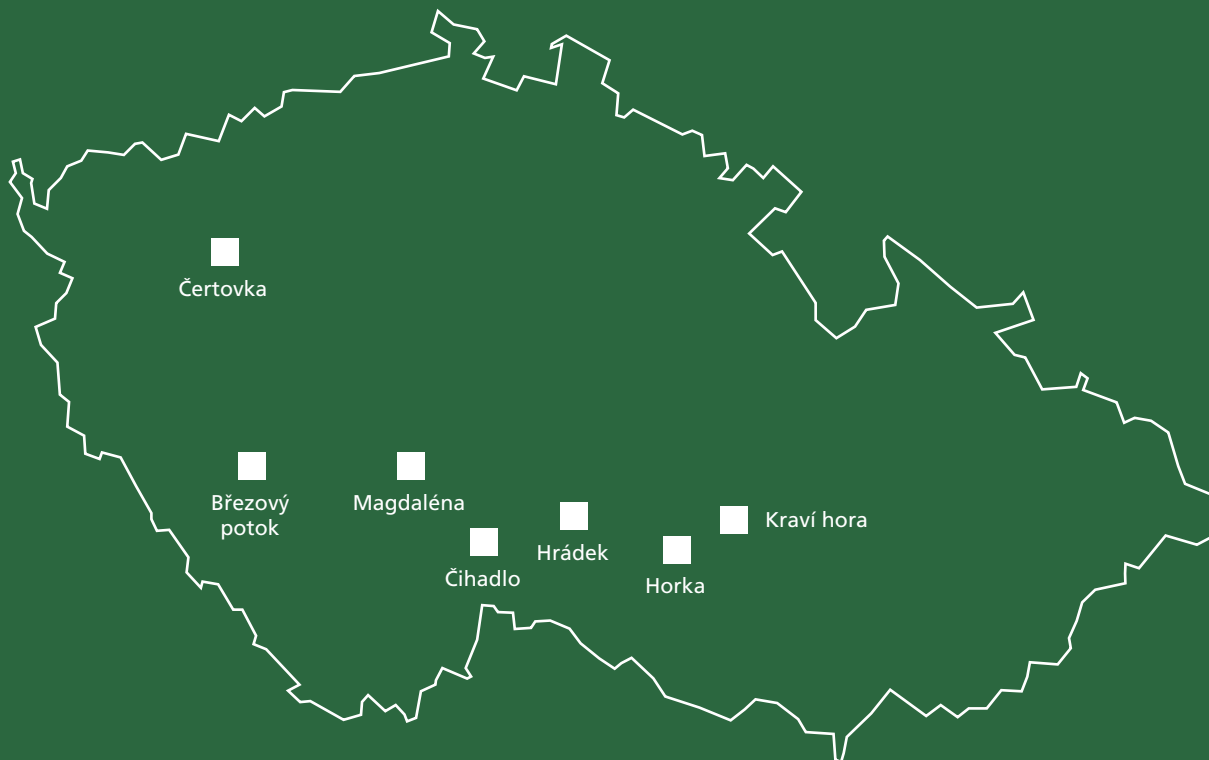 Čertovka
Březový
potok
Magdaléna
Čihadlo
Hrádek
Horka
Kraví hora